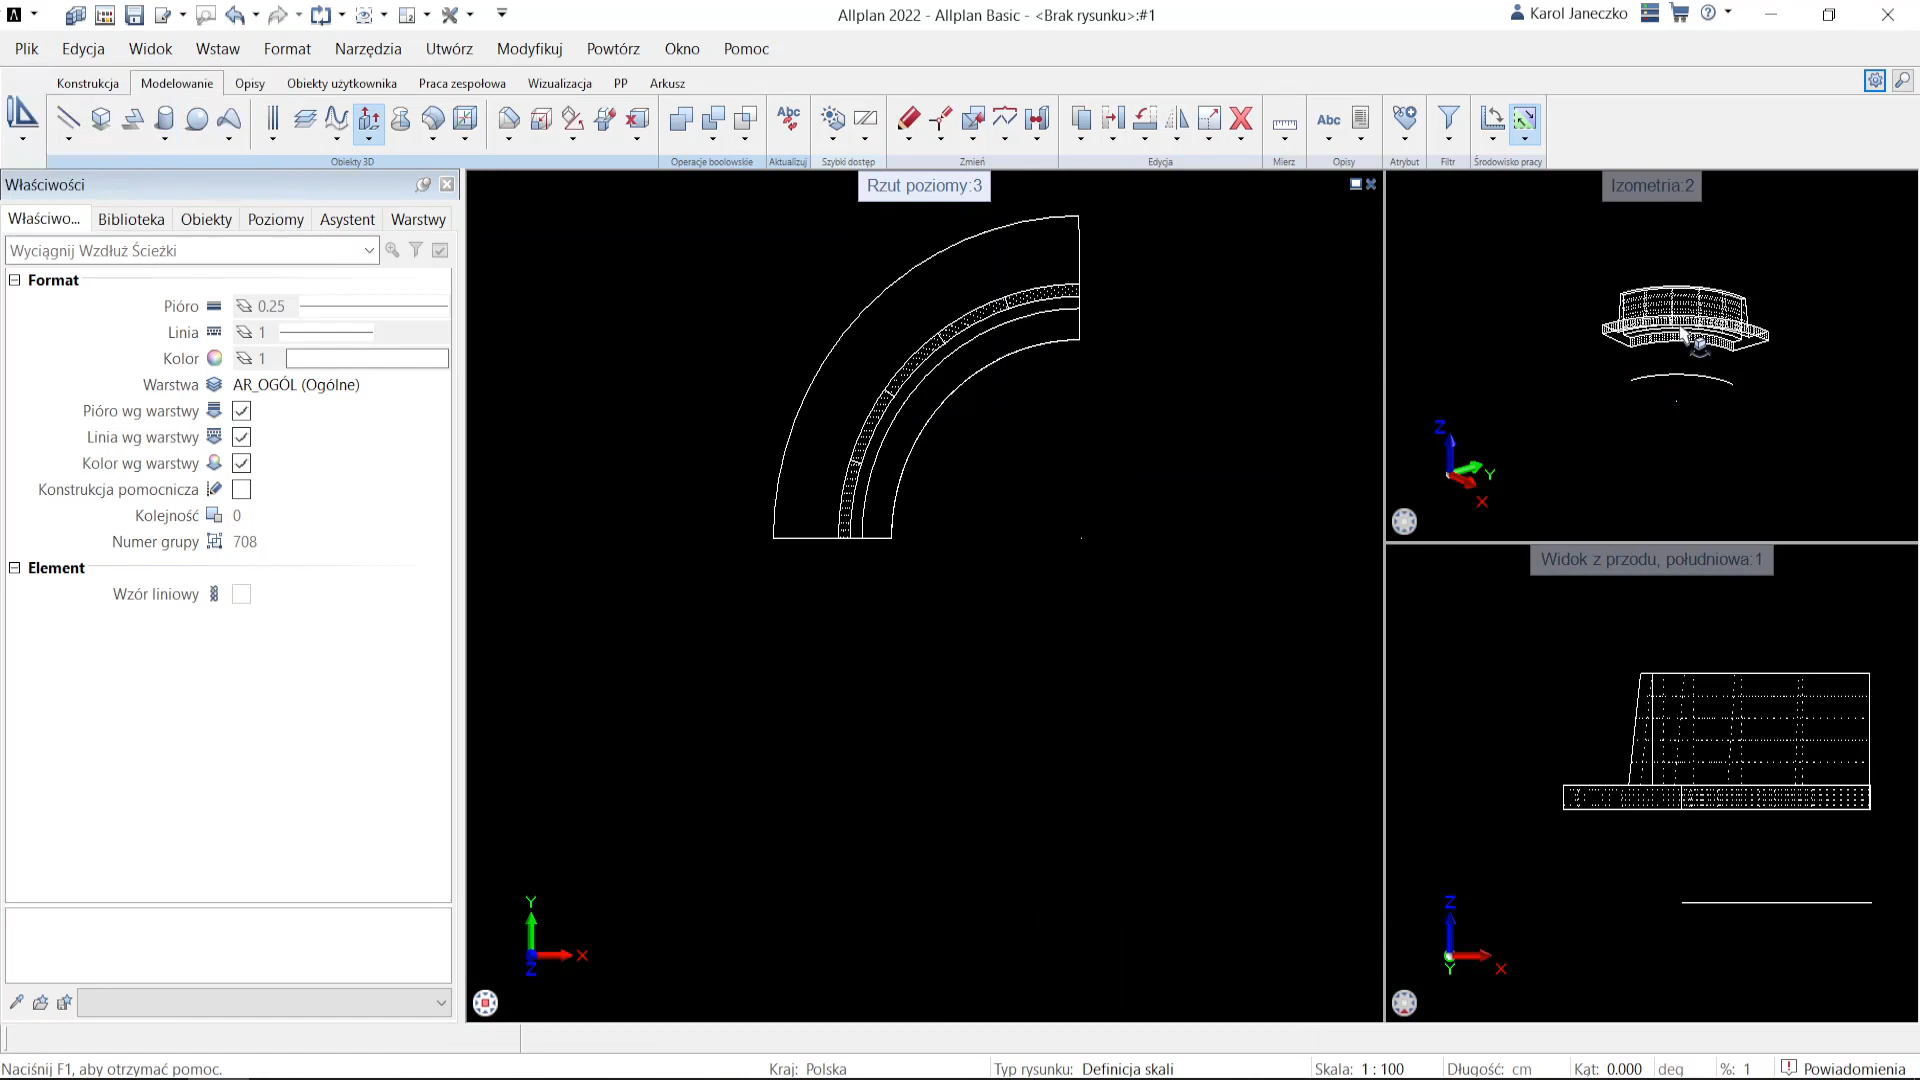 Allplan 2022 - Allplan Basic - <Brak rysunku>:#1
Karol Janeczko
Plik Edycja Widok Wstaw Format Narzędzia Utwórz Modyfikuj Powtórz Okno Pomoc
Konstrukcja Modelowanie Opisy Obiekty użytkownika Praca zespołowa Wizualizacja PP Arkusz
Abc
Abc
Obiekty 3D Operacje boolowskie Aktualizuj Szybki dostęp Zmień Edycja Mierz Opisy Atrybut Filtr Środowisko pracy
Właściwości
Właściwo... Biblioteka Obiekty Poziomy Asystent Warstwy
Wyciągnij Wzdłuż Ścieżki
Format
Pióro 0.25
Linia 1
Kolor 1
Warstwa AR_OGÓL (Ogólne)
Pióro wg warstwy
Linia wg warstwy
Kolor wg warstwy
Konstrukcja pomocnicza
Kolejność 0
Numer grupy 708
Element
Wzór liniowy
Rzut poziomy:3
Y
X
Z
Izometria:2
Z
Y
X
Widok z przodu, południowa:1
Z
Y
X
Naciśnij F1, aby otrzymać pomoc.
Kraj: Polska
Typ rysunku: Definicja skali
Skala: 1 : 100
Długość: cm
Kąt: 0.000 deg
%: 1
Powiadomienia